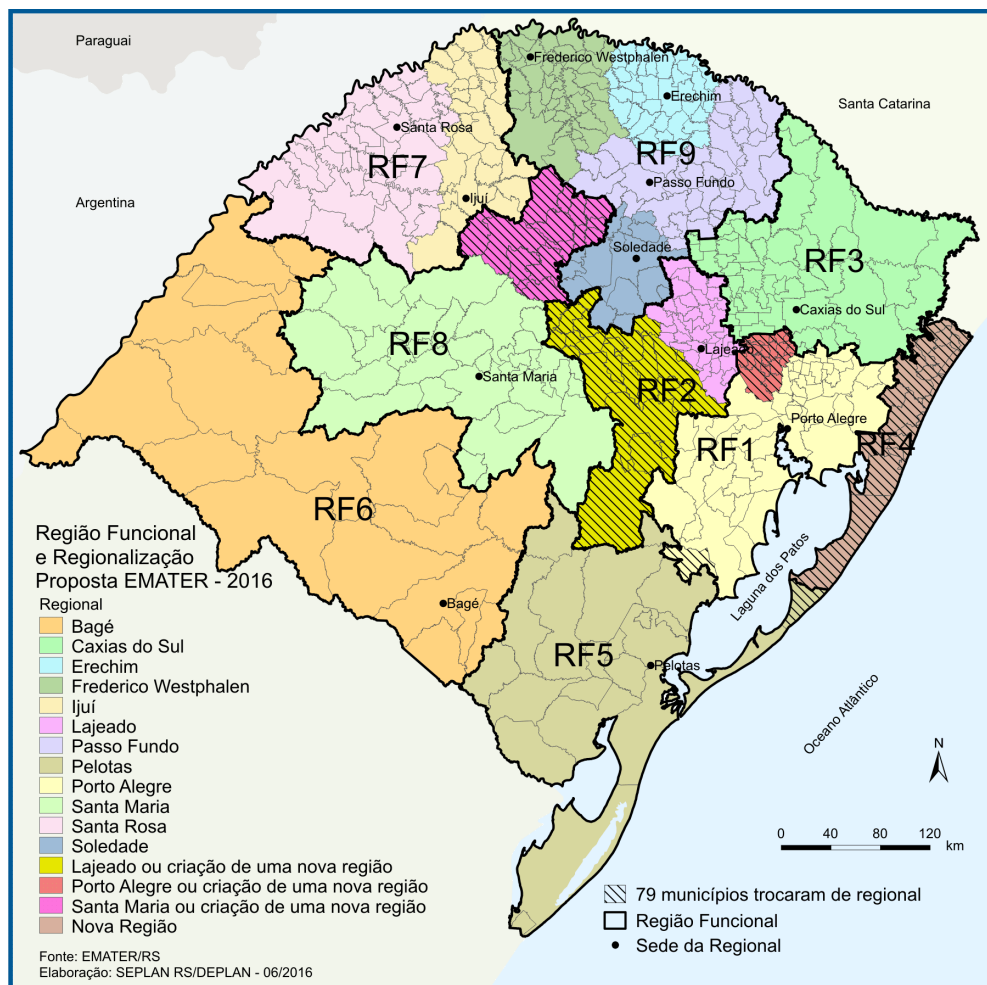 Paraguai
Frederico Westphalen
Erechim
Santa Catarina
Santa Rosa
RF7
RF9
Passo Fundo
Ijuí
Argentina
Soledade
RF3
Caxias do Sul
RF8
Lajeado
Santa Maria
RF2
Porto Alegre
RF1
RF4
RF6
Região Funcional
e Regionalização
Proposta EMATER - 2016
Regional
Bagé
Caxias do Sul
Erechim
Frederico Westphalen
Ijuí
Lajeado
Passo Fundo
Pelotas
Porto Alegre
Santa Maria
Santa Rosa
Soledade
Lajeado ou criação de uma nova região
Porto Alegre ou criação de uma nova região
Santa Maria ou criação de uma nova região
Nova Região
Fonte: EMATER/RS
Elaboração: SEPLAN RS/DEPLAN - 06/2016
Bagé
RF5
Pelotas
Laguna dos Patos
Oceano Atlântico
N
0 40 80 120
km
79 municípios trocaram de regional
Região Funcional
Sede da Regional